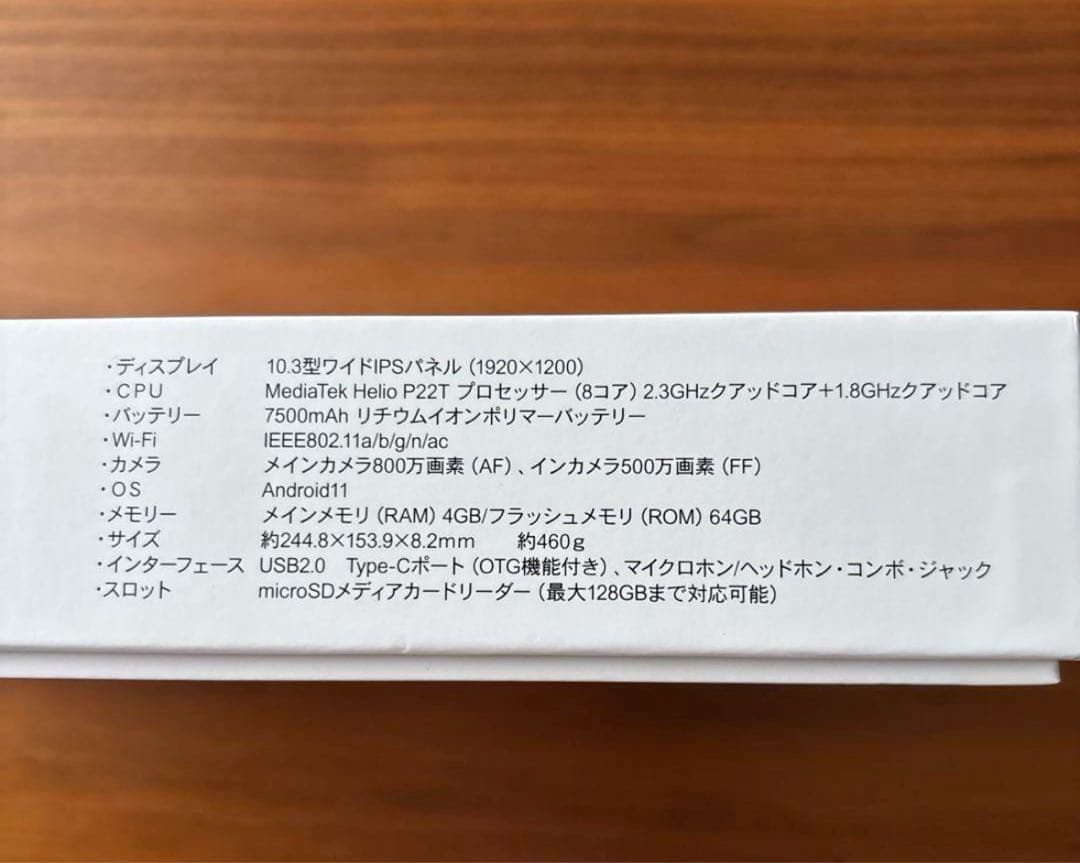 ・ディスプレイ 10.3型ワイドIPSパネル（1920×1200）
・CPU MediaTek Helio P22T プロセッサー（8コア）2.3GHzクアッドコア＋1.8GHzクアッドコア
・バッテリー 7500mAh リチウムイオンポリマーバッテリー
・Wi-Fi IEEE802.11a/b/g/n/ac
・カメラ メインカメラ800万画素（AF）、インカメラ500万画素（FF）
・OS Android11
・メモリー メインメモリ（RAM）4GB/フラッシュメモリ（ROM）64GB
・サイズ 約244.8×153.9×8.2mm 約460g
・インターフェース USB2.0 Type-Cポート（OTG機能付き）、マイクロホン/ヘッドホン・コンボ・ジャック
・スロット microSDメディアカードリーダー（最大128GBまで対応可能）